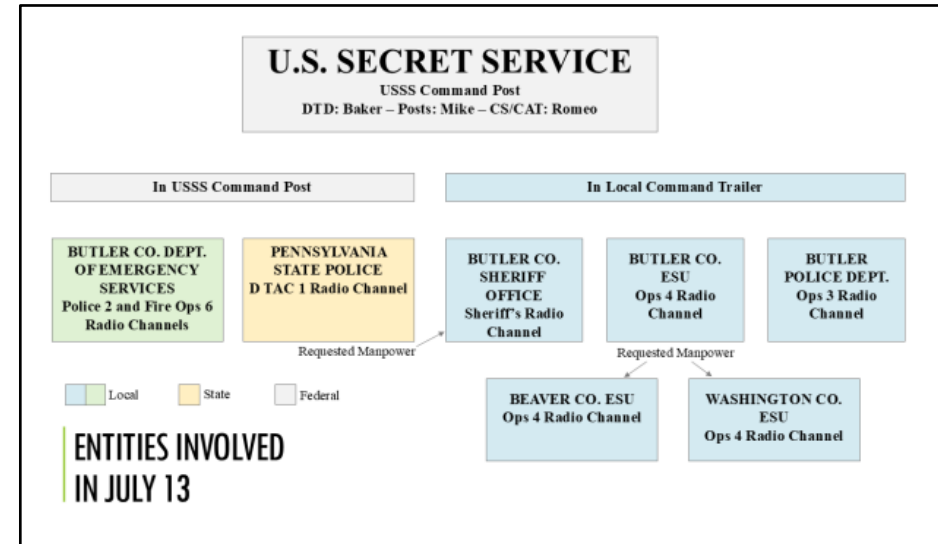 U.S. SECRET SERVICE
USSS Command Post
DTD: Baker – Posts: Mike – CS/CAT: Romeo
In USSS Command Post
In Local Command Trailer
BUTLER CO. DEPT.
OF EMERGENCY
SERVICES
Police 2 and Fire Ops 6
Radio Channels
PENNSYLVANIA
STATE POLICE
D TAC 1 Radio Channel
BUTLER CO.
SHERIFF
OFFICE
Sheriff's Radio
Channel
BUTLER CO.
ESU
Ops 4 Radio
Channel
BUTLER
POLICE DEPT.
Ops 3 Radio
Channel
Requested Manpower
Requested Manpower
Local
State
Federal
BEAVER CO. ESU
Ops 4 Radio Channel
WASHINGTON CO.
ESU
Ops 4 Radio Channel
ENTITIES INVOLVED
IN JULY 13